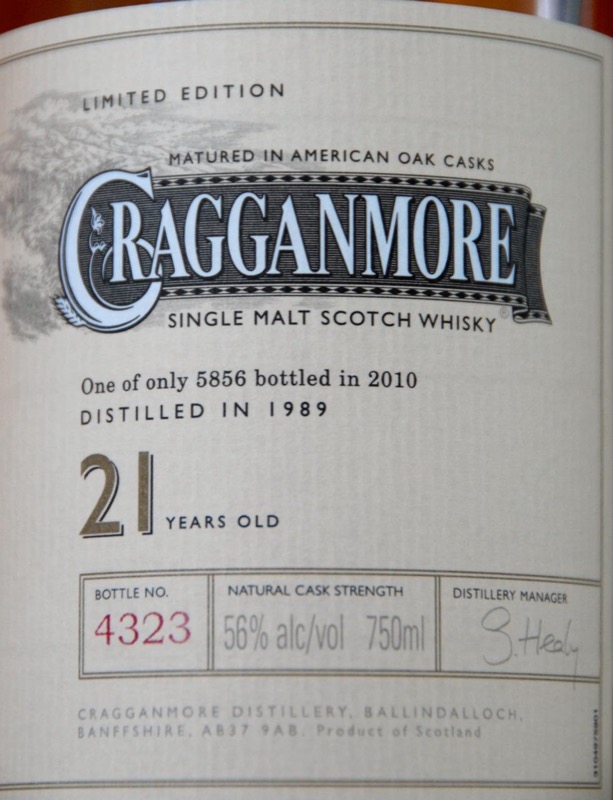 LIMITED EDITION
MATURED IN AMERICAN OAK CASKS
CRAGGANMORE
SINGLE MALT SCOTCH WHISKY
One of only 5856 bottled in 2010
DISTILLED IN 1989
21 YEARS OLD
BOTTLE NO.
4323
NATURAL CASK STRENGTH
56% alc/vol 750ml
DISTILLERY MANAGER
S. Healy
CRAGGANMORE DISTILLERY, BALLINDALLOCH,
BANFFSHIRE, AB37 9AB. Product of Scotland